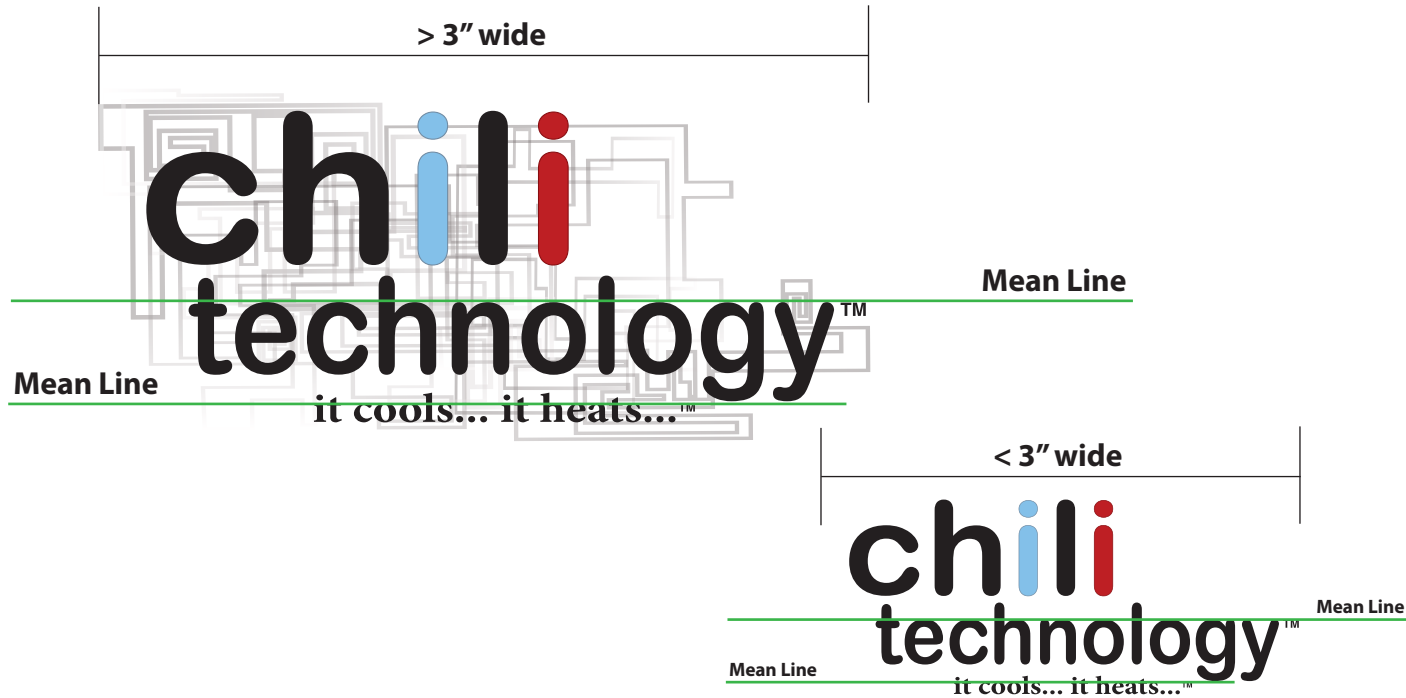 > 3” wide
chili
Mean Line
technology™
Mean Line
it cools... it heats...™
< 3” wide
chili
Mean Line
technology™
Mean Line
it cools... it heats...™